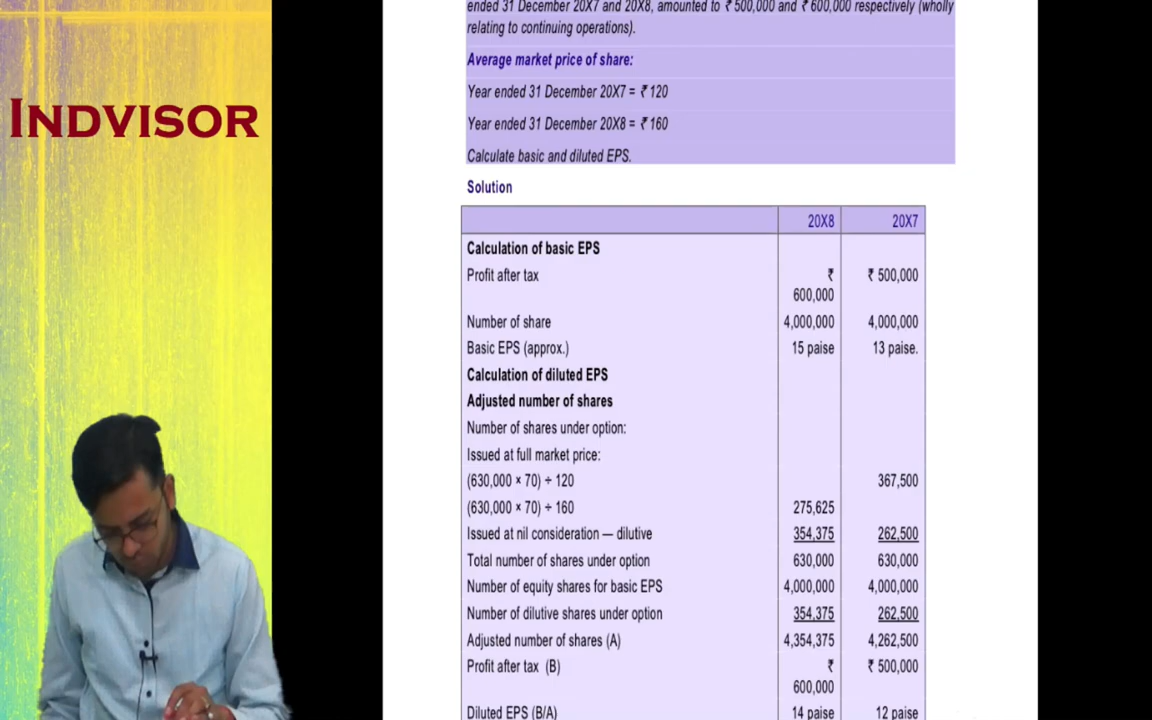 INDVISOR
ended 31 December 20X7 and 20X8, amounted to ₹ 500,000 and ₹ 600,000 respectively (wholly
relating to continuing operations).
Average market price of share:
Year ended 31 December 20X7 = ₹ 120
Year ended 31 December 20X8 = ₹ 160
Calculate basic and diluted EPS.
Solution
20X8 20X7
Calculation of basic EPS
Profit after tax ₹ ₹ 500,000
600,000
Number of share 4,000,000 4,000,000
Basic EPS (approx.) 15 paise 13 paise.
Calculation of diluted EPS
Adjusted number of shares
Number of shares under option:
Issued at full market price:
(630,000 × 70) ÷ 120 367,500
(630,000 × 70) ÷ 160 275,625
Issued at nil consideration — dilutive 354,375 262,500
Total number of shares under option 630,000 630,000
Number of equity shares for basic EPS 4,000,000 4,000,000
Number of dilutive shares under option 354,375 262,500
Adjusted number of shares (A) 4,354,375 4,262,500
Profit after tax (B) ₹ ₹ 500,000
600,000
Diluted EPS (B/A) 14 paise 12 paise